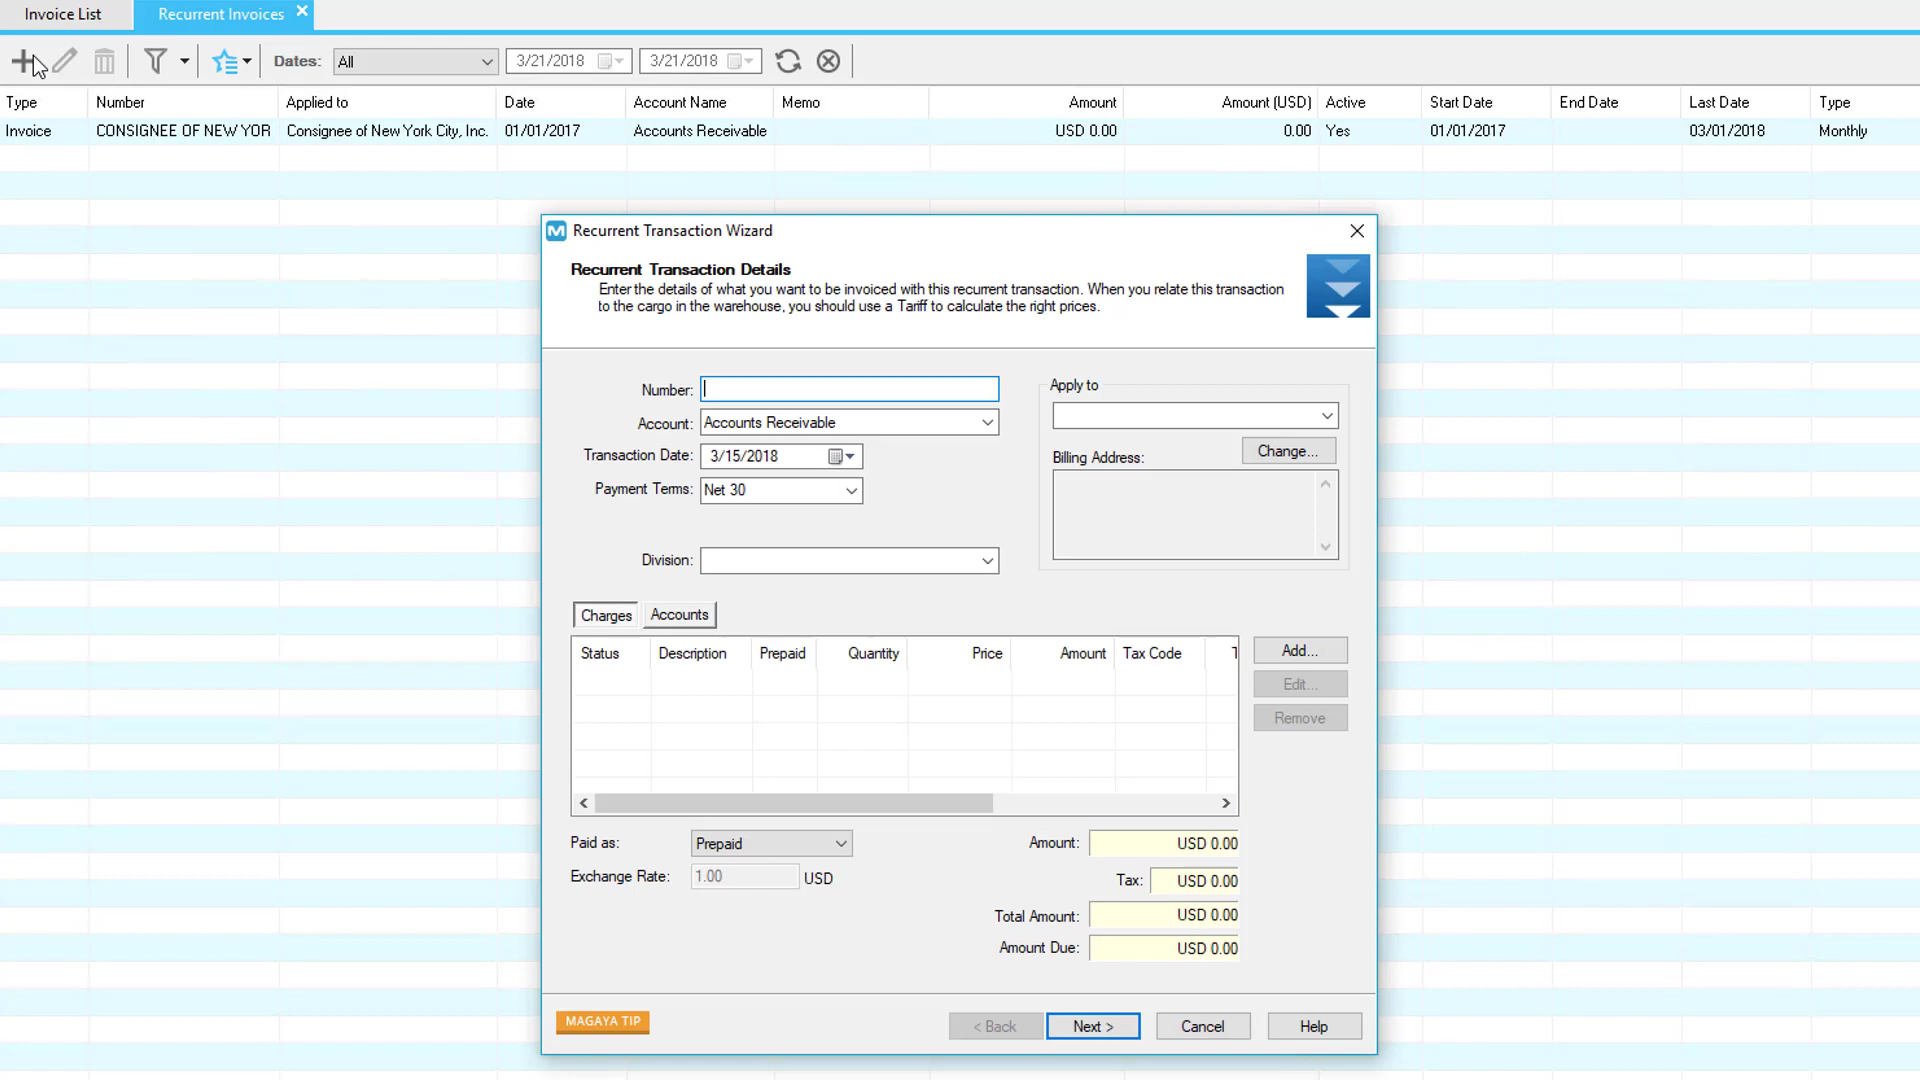 Invoice List
Recurrent Invoices
Dates: All 3/21/2018 3/21/2018
Type Number Applied to Date Account Name Memo Amount Amount (USD) Active Start Date End Date Last Date Type
Invoice CONSIGNEE OF NEW YOR Consignee of New York City, Inc. 01/01/2017 Accounts Receivable USD 0.00 0.00 Yes 01/01/2017 03/01/2018 Monthly
M Recurrent Transaction Wizard
Recurrent Transaction Details
Enter the details of what you want to be invoiced with this recurrent transaction. When you relate this transaction
to the cargo in the warehouse, you should use a Tariff to calculate the right prices.
Number:
Account: Accounts Receivable
Transaction Date: 3/15/2018
Payment Terms: Net 30
Division:
Apply to
Billing Address: Change...
Charges Accounts
Status Description Prepaid Quantity Price Amount Tax Code
Add...
Edit...
Remove
Paid as: Prepaid
Exchange Rate: 1.00 USD
Amount: USD 0.00
Tax: USD 0.00
Total Amount: USD 0.00
Amount Due: USD 0.00
MAGAYA TIP
< Back Next > Cancel Help